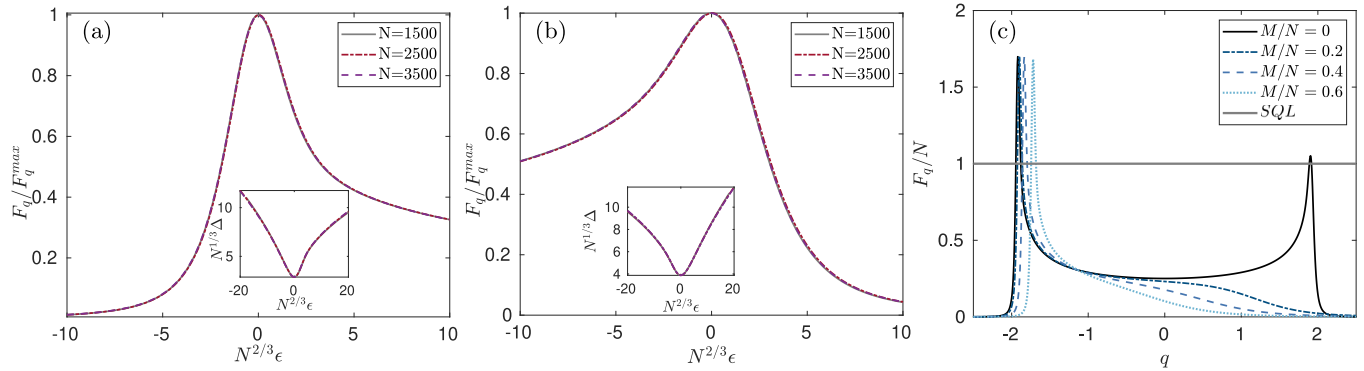 (a)
N=1500
N=2500
N=3500
F_q/F_q^{max}
1
0.8
0.6
0.4
0.2
-10
-5
0
5
10
N^{2/3}ϵ
N^{1/3}Δ
10
5
-20
0
20
N^{2/3}ϵ
(b)
N=1500
N=2500
N=3500
F_q/F_q^{max}
1
0.8
0.6
0.4
0.2
0
-10
-5
0
5
10
N^{2/3}ϵ
N^{1/3}Δ
10
8
6
4
-20
0
20
N^{2/3}ϵ
(c)
M/N = 0
M/N = 0.2
M/N = 0.4
M/N = 0.6
SQL
F_q/N
2
1.5
1
0.5
0
-2
-1
0
1
2
q